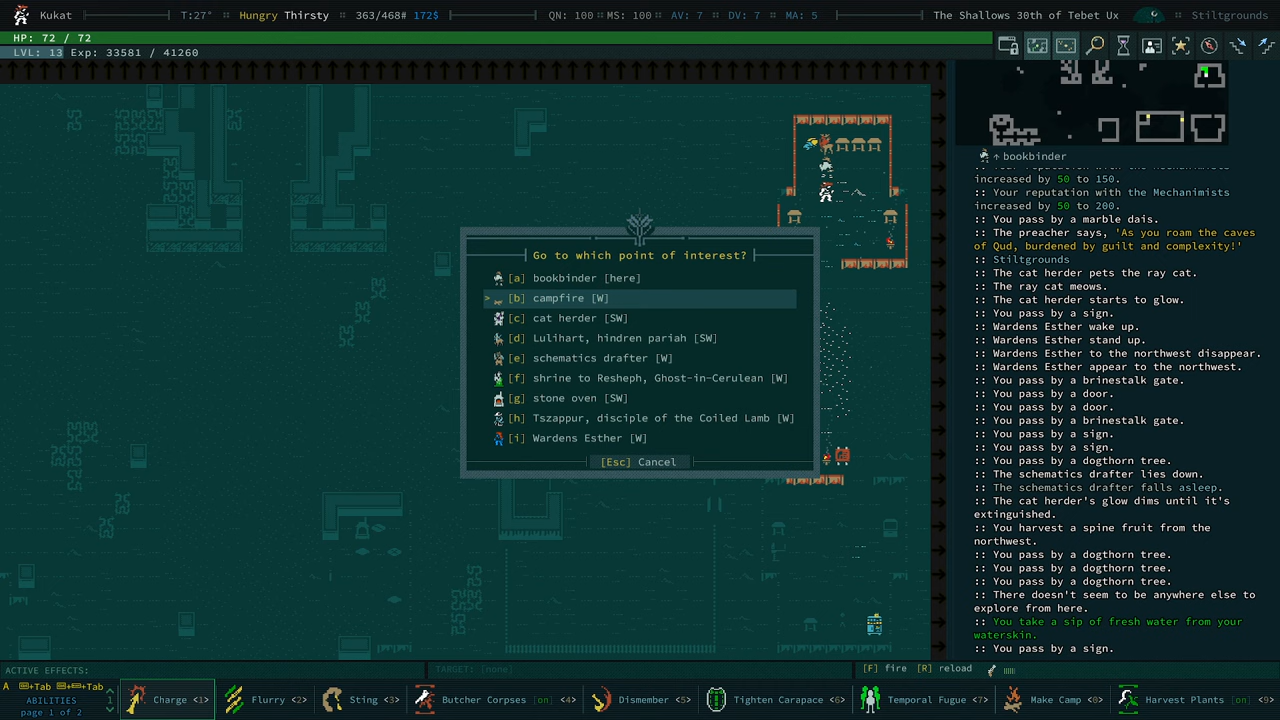 Kukat T:27° Hungry Thirsty 363/468# 172$ QN: 100 MS: 100 AV: 7 DV: 7 MA: 5 The Shallows 30th of Tebet Ux Stiltgrounds
HP: 72 / 72
LVL: 13 Exp: 33581 / 41260
↑ bookbinder
increased by 50 to 150.
:: Your reputation with the Mechanimists
increased by 50 to 200.
:: You pass by a marble dais.
:: The preacher says, 'As you roam the caves
of Qud, burdened by guilt and complexity!'
:: Stiltgrounds
:: The cat herder pets the ray cat.
:: The ray cat meows.
:: The cat herder starts to glow.
:: You pass by a sign.
:: Wardens Esther wake up.
:: Wardens Esther stand up.
:: Wardens Esther to the northwest disappear.
:: Wardens Esther appear to the northwest.
:: You pass by a brinestalk gate.
:: You pass by a door.
:: You pass by a door.
:: You pass by a brinestalk gate.
:: You pass by a sign.
:: You pass by a sign.
:: You pass by a dogthorn tree.
:: The schematics drafter lies down.
:: The schematics drafter falls asleep.
:: The cat herder's glow dims until it's
extinguished.
:: You harvest a spine fruit from the
northwest.
:: You pass by a dogthorn tree.
:: You pass by a dogthorn tree.
:: You pass by a dogthorn tree.
:: There doesn't seem to be anywhere else to
explore from here.
:: You take a sip of fresh water from your
waterskin.
:: You pass by a sign.
Go to which point of interest?
[a] bookbinder [here]
> [b] campfire [W]
[c] cat herder [SW]
[d] Lulihart, hindren pariah [SW]
[e] schematics drafter [W]
[f] shrine to Resheph, Ghost-in-Cerulean [W]
[g] stone oven [SW]
[h] Tszappur, disciple of the Coiled Lamb [W]
[i] Wardens Esther [W]
[Esc] Cancel
ACTIVE EFFECTS: TARGET: [none] [F] fire [R] reload
A +Tab +Tab
ABILITIES 1
page 1 of 2
Charge <1> Flurry <2> Sting <3> Butcher Corpses [on] <4> Dismember <5> Tighten Carapace <6> Temporal Fugue <7> Make Camp <0> Harvest Plants [on] <9>